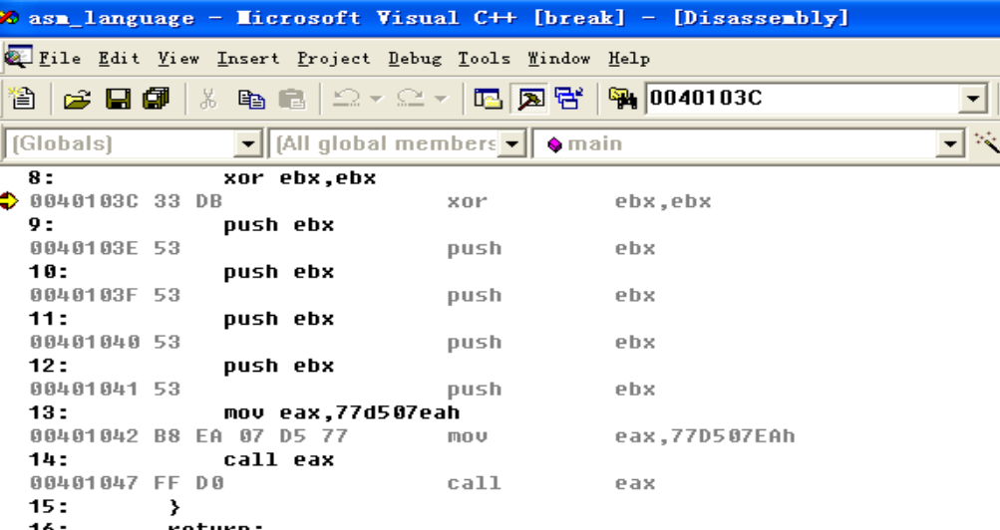 asm_language - Microsoft Visual C++ [break] - [Disassembly]
File Edit View Insert Project Debug Tools Window Help
0040103C
(Globals) (All global members main
8: xor ebx,ebx
0040103C 33 DB xor ebx,ebx
9: push ebx
0040103E 53 push ebx
10: push ebx
0040103F 53 push ebx
11: push ebx
00401040 53 push ebx
12: push ebx
00401041 53 push ebx
13: mov eax,77d507eah
00401042 B8 EA 07 D5 77 mov eax,77D507EAh
14: call eax
00401047 FF D0 call eax
15: }
16: return;